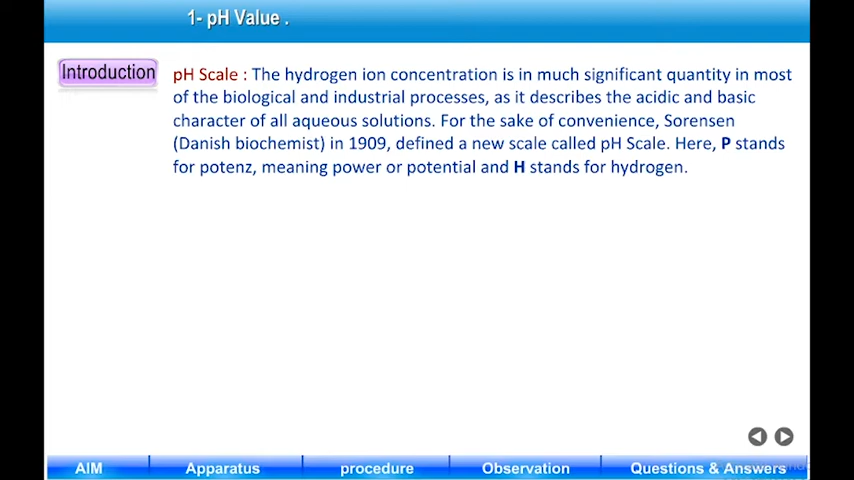 1- pH Value .
Introduction
pH Scale : The hydrogen ion concentration is in much significant quantity in most
of the biological and industrial processes, as it describes the acidic and basic
character of all aqueous solutions. For the sake of convenience, Sorensen
(Danish biochemist) in 1909, defined a new scale called pH Scale. Here, P stands
for potenz, meaning power or potential and H stands for hydrogen.
AIM
Apparatus
procedure
Observation
Questions & Answers